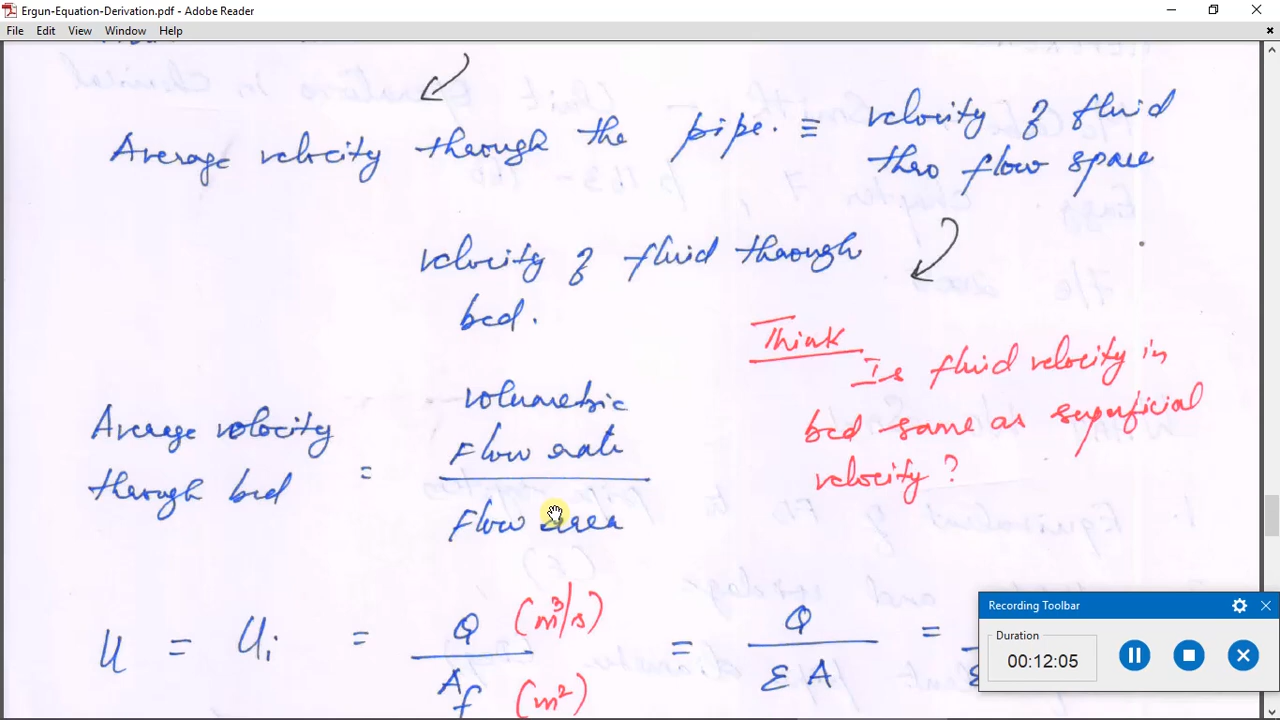 Ergun-Equation-Derivation.pdf - Adobe Reader
File Edit View Window Help
Average velocity through the pipe. ≡ velocity of fluid
thro flow space
velocity of fluid through
bed.
Think
Is fluid velocity in
bed same as superficial
velocity?
Average velocity
through bed = volumetric
Flow rate
Flow area
u = ui = Q (m³/s) / Af (m²) = Q / εA =
Recording Toolbar
Duration
00:12:05